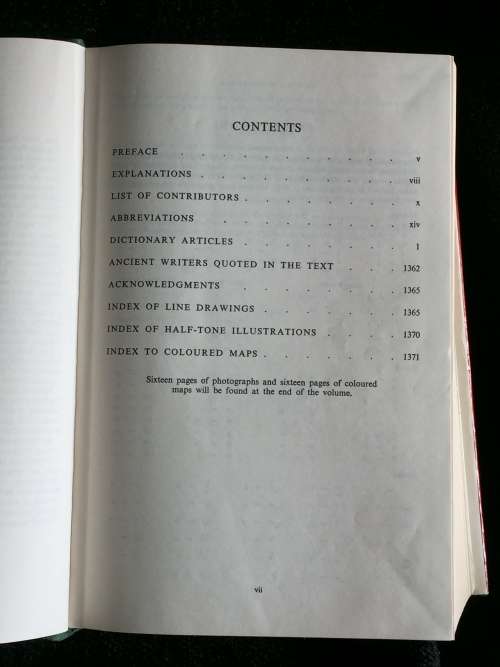 CONTENTS
PREFACE . . . . . . . . . . . v
EXPLANATIONS . . . . . . . . . . viii
LIST OF CONTRIBUTORS . . . . . . . . x
ABBREVIATIONS . . . . . . . . . xiv
DICTIONARY ARTICLES . . . . . . . . 1
ANCIENT WRITERS QUOTED IN THE TEXT . . . 1362
ACKNOWLEDGMENTS . . . . . . . 1365
INDEX OF LINE DRAWINGS . . . . . . 1365
INDEX OF HALF-TONE ILLUSTRATIONS . . . . 1370
INDEX TO COLOURED MAPS . . . . . . 1371
Sixteen pages of photographs and sixteen pages of coloured
maps will be found at the end of the volume.
vii